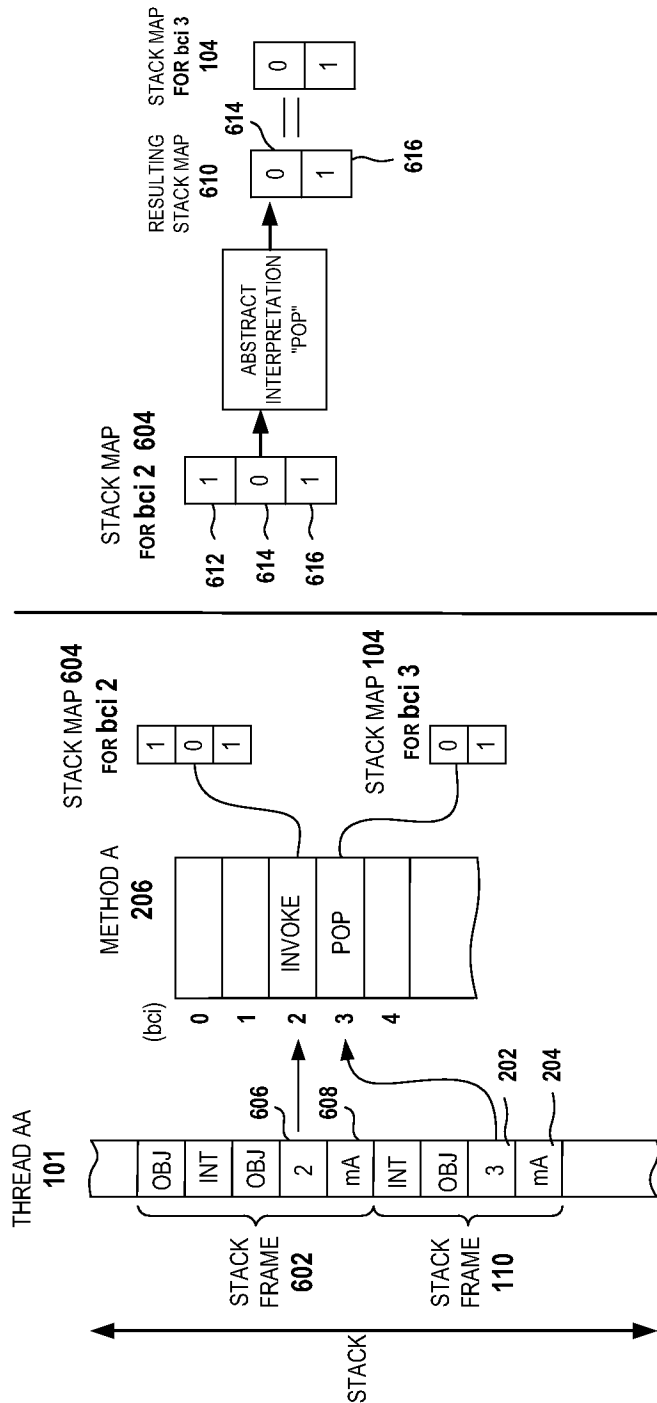 THREAD AA
101
OBJ
INT
OBJ
2
mA
INT
OBJ
3
mA
606
608
202
204
STACK
FRAME
602
STACK
FRAME
110
STACK
METHOD A
206
(bci)
0
1
2 INVOKE
3 POP
4
STACK MAP 604
FOR bci 2
1
0
1
STACK MAP 104
FOR bci 3
0
1
STACK MAP
FOR bci 2 604
1
0
1
612
614
616
ABSTRACT
INTERPRETATION
"POP"
RESULTING
STACK MAP
610
0
1
614
616
STACK MAP
FOR bci 3
104
0
1